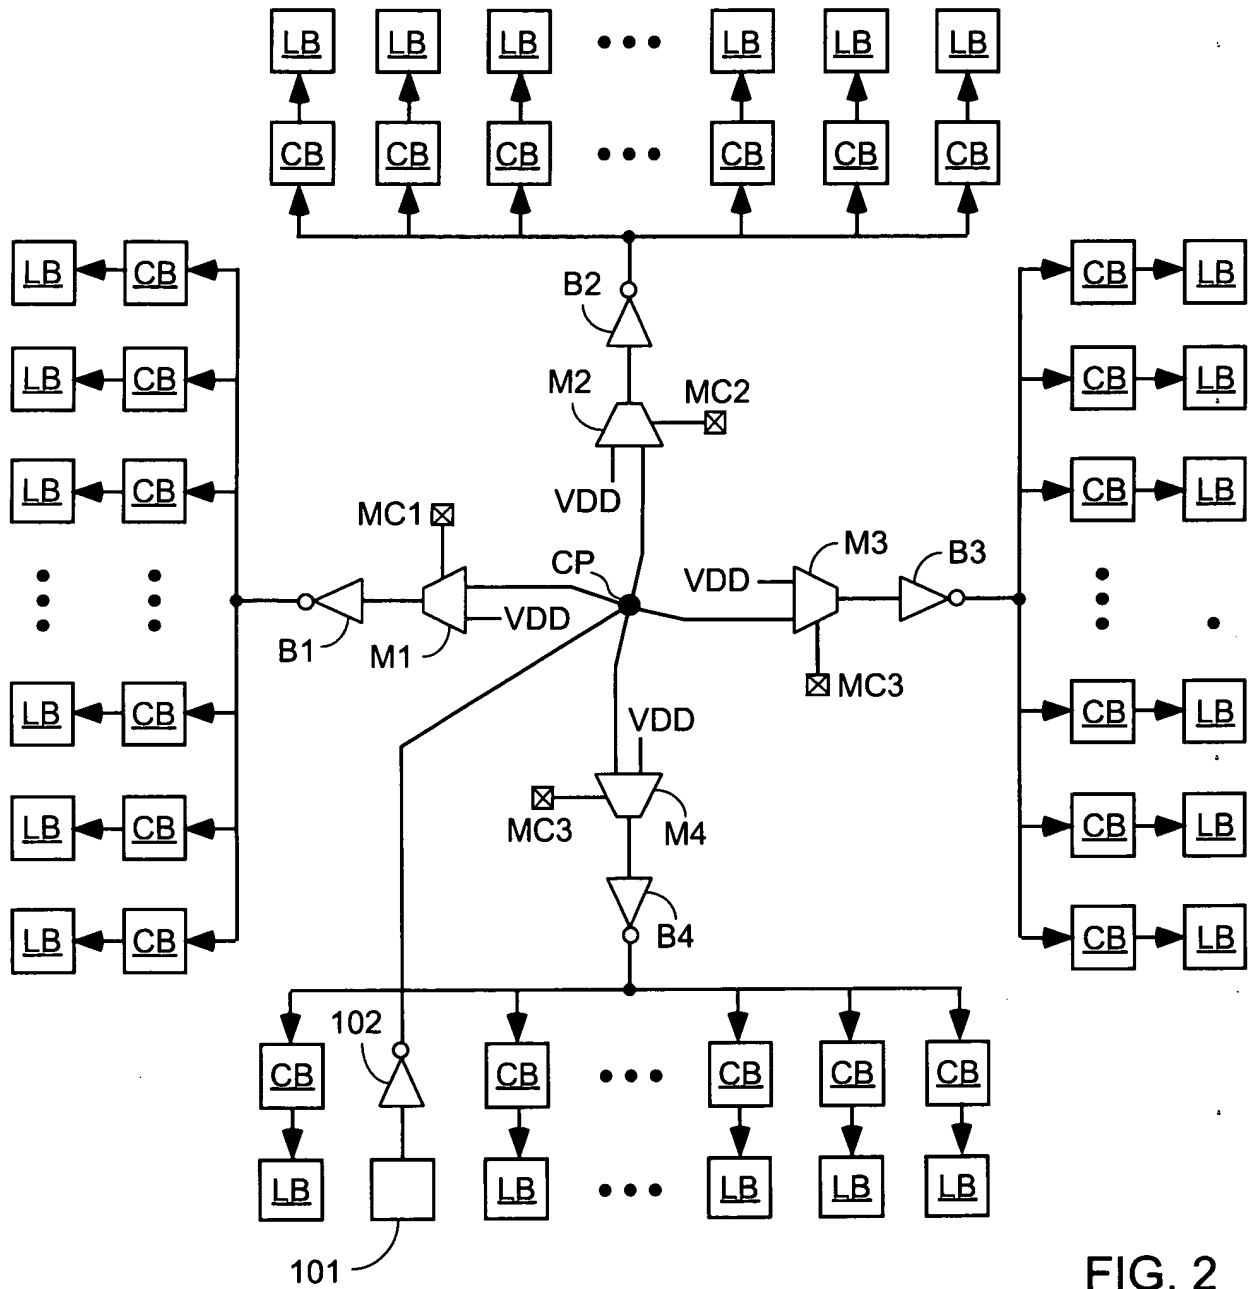 LB LB LB LB LB LB
CB CB CB CB CB CB
LB CB CB LB
B2
LB CB M2 MC2 CB LB
LB CB VDD CB LB
MC1 CP VDD M3 B3
B1 M1 VDD MC3
LB CB VDD CB LB
LB CB MC3 M4 CB LB
LB CB B4 CB LB
102
CB CB CB CB CB
LB LB LB LB LB
101
FIG. 2